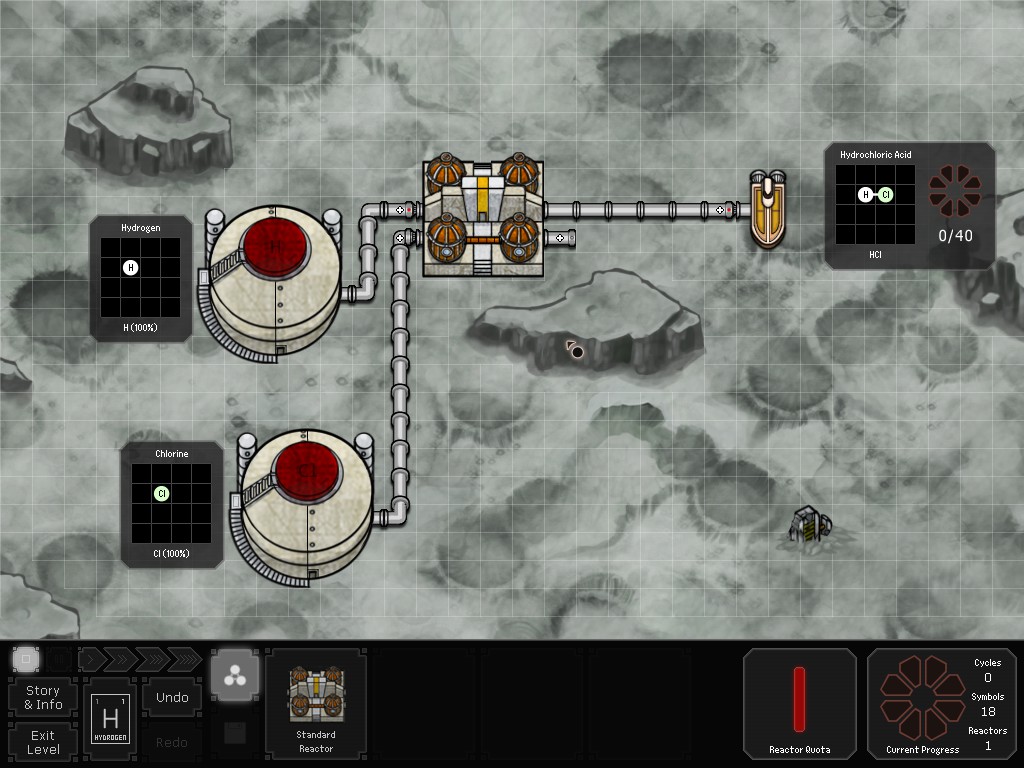 Hydrochloric Acid
H Cl
0/40
HCl
Hydrogen
H
H (100%)
Chlorine
Cl
Cl (100%)
Story
& Info
Exit
Level
1 1
H
HYDROGEN
Undo
Redo
Standard
Reactor
Reactor Quota
Current Progress
Cycles
0
Symbols
18
Reactors
1